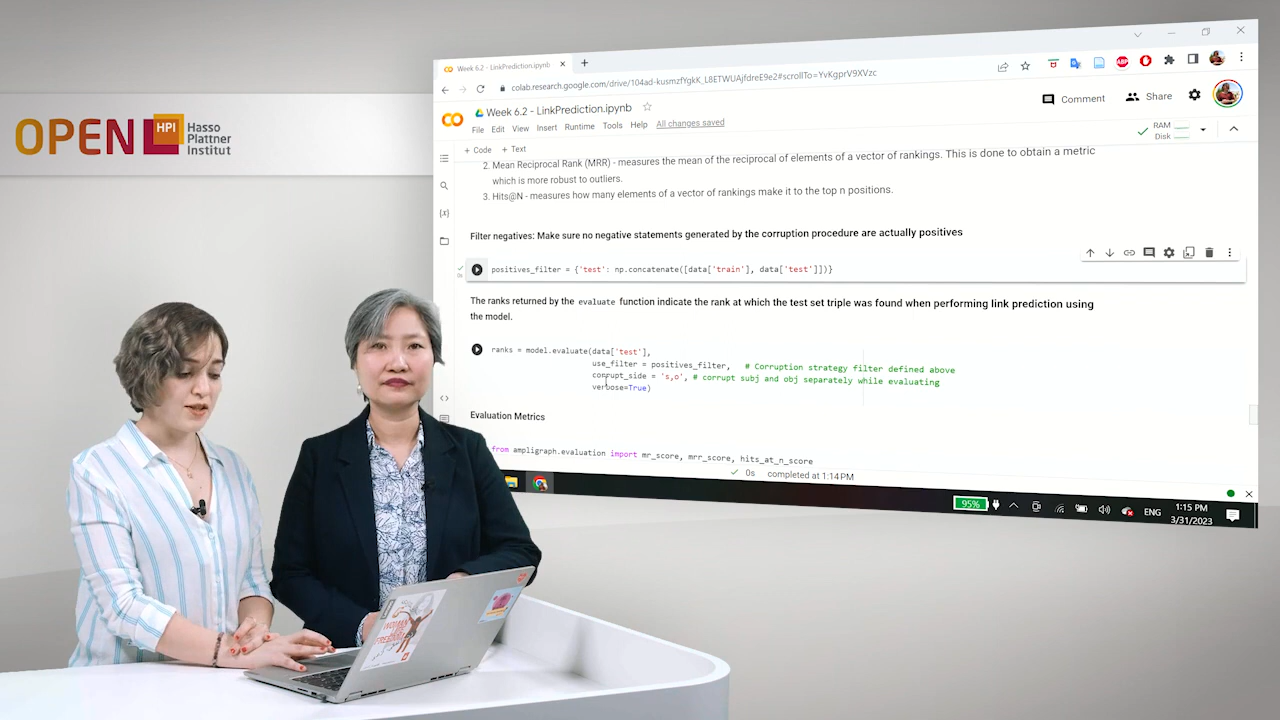 OPEN HPI Hasso
Plattner
Institut
Week 6.2 - LinkPrediction.ipynb
colab.research.google.com/drive/104ad-kusmzfYgkK_L8ETWUAjfdreE9e2#scrollTo=YvKgprV9XVzc
ABP
CO Week 6.2 - LinkPrediction.ipynb
File Edit View Insert Runtime Tools Help All changes saved
Comment Share
RAM
Disk
+ Code + Text
2. Mean Reciprocal Rank (MRR) - measures the mean of the reciprocal of elements of a vector of rankings. This is done to obtain a metric
which is more robust to outliers.
3. Hits@N - measures how many elements of a vector of rankings make it to the top n positions.
{x}
Filter negatives: Make sure no negative statements generated by the corruption procedure are actually positives
0s
positives_filter = {'test': np.concatenate([data['train'], data['test']])}
The ranks returned by the evaluate function indicate the rank at which the test set triple was found when performing link prediction using
the model.
ranks = model.evaluate(data['test'],
use_filter = positives_filter, # Corruption strategy filter defined above
corrupt_side = 's,o', # corrupt subj and obj separately while evaluating
verbose=True)
<>
Evaluation Metrics
from ampligraph.evaluation import mr_score, mrr_score, hits_at_n_score
0s completed at 1:14 PM
95%
ENG
1:15 PM
3/31/2023
WOMAN
LIFE
FREEDOM